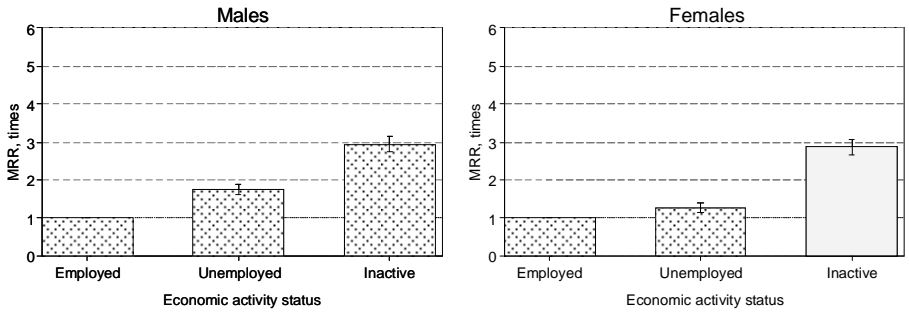 Males
6
5
4
3
2
1
0
MRR, times
Employed
Unemployed
Inactive
Economic activity status
Females
6
5
4
3
2
1
0
MRR, times
Employed
Unemployed
Inactive
Economic activity status